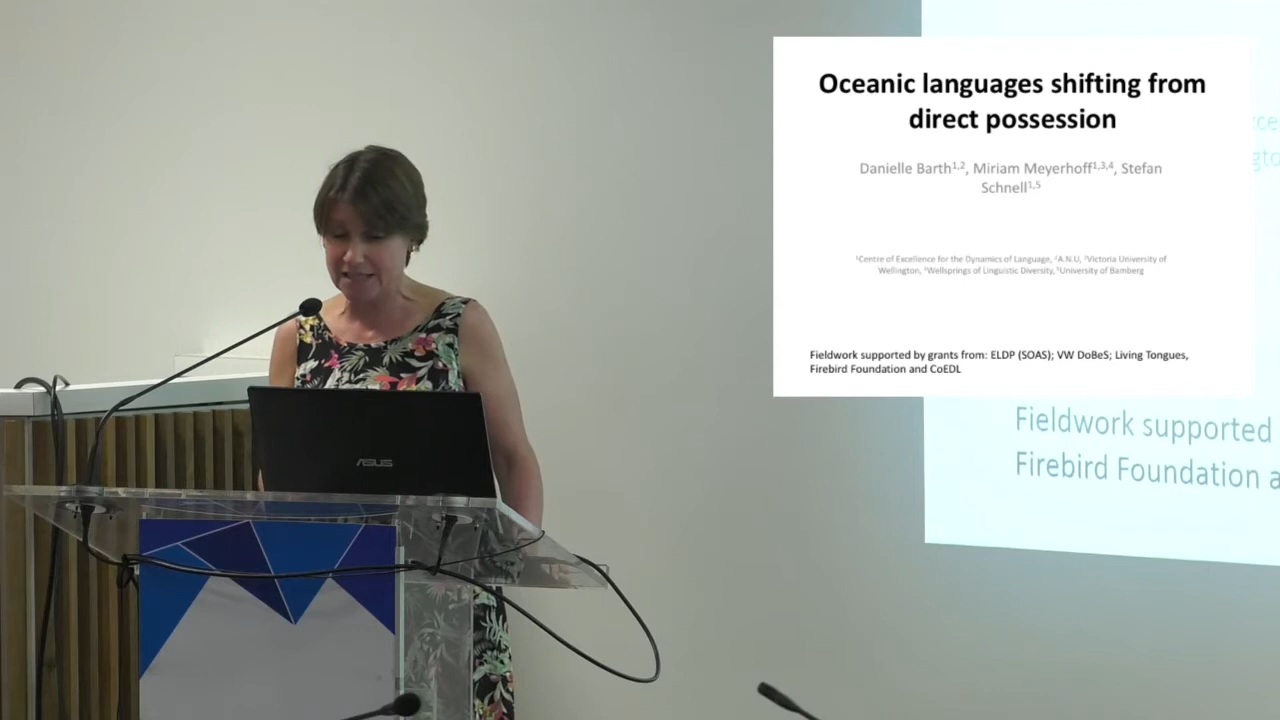 Oceanic languages shifting from
direct possession
Danielle Barth1,2, Miriam Meyerhoff1,3,4, Stefan
Schnell1,5
1Centre of Excellence for the Dynamics of Language, 2A.N.U, 3Victoria University of
Wellington, 4Wellsprings of Linguistic Diversity, 5University of Bamberg
Fieldwork supported by grants from: ELDP (SOAS); VW DoBeS; Living Tongues,
Firebird Foundation and CoEDL
Fieldwork supported
Firebird Foundation a
ASUS